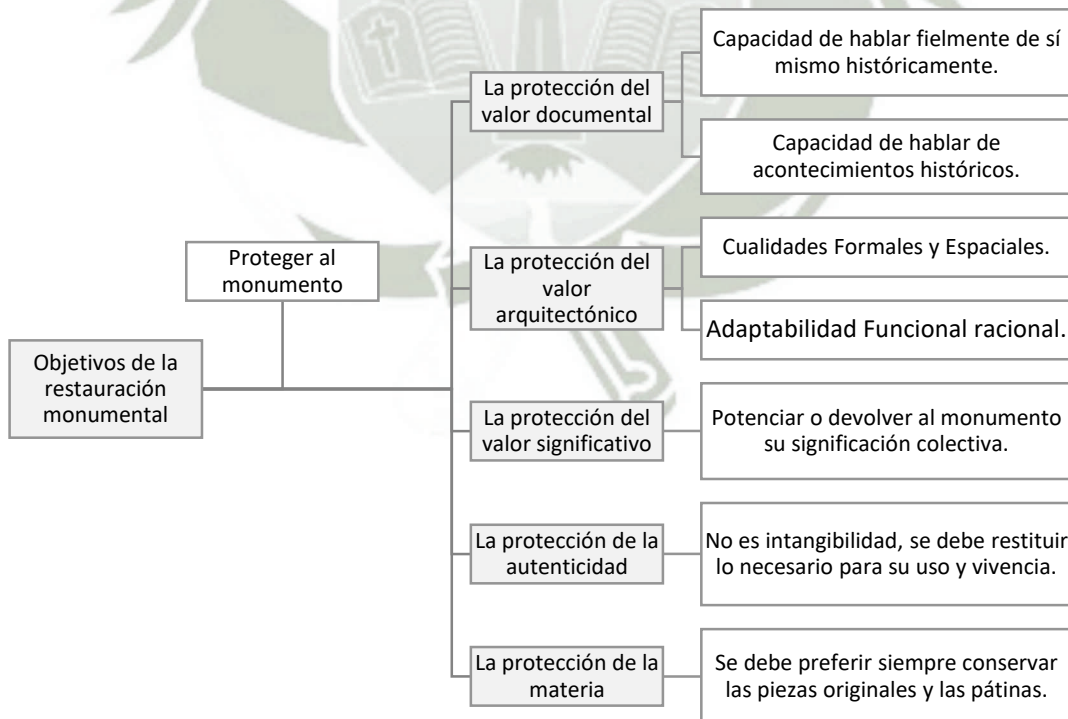 Objetivos de la
restauración
monumental
Proteger al
monumento
La protección del
valor documental
Capacidad de hablar fielmente de sí
mismo históricamente.
Capacidad de hablar de
acontecimientos históricos.
La protección del
valor
arquitectónico
Cualidades Formales y Espaciales.
Adaptabilidad Funcional racional.
La protección del
valor significativo
Potenciar o devolver al monumento
su significación colectiva.
La protección de la
autenticidad
No es intangibilidad, se debe restituir
lo necesario para su uso y vivencia.
La protección de la
materia
Se debe preferir siempre conservar
las piezas originales y las pátinas.